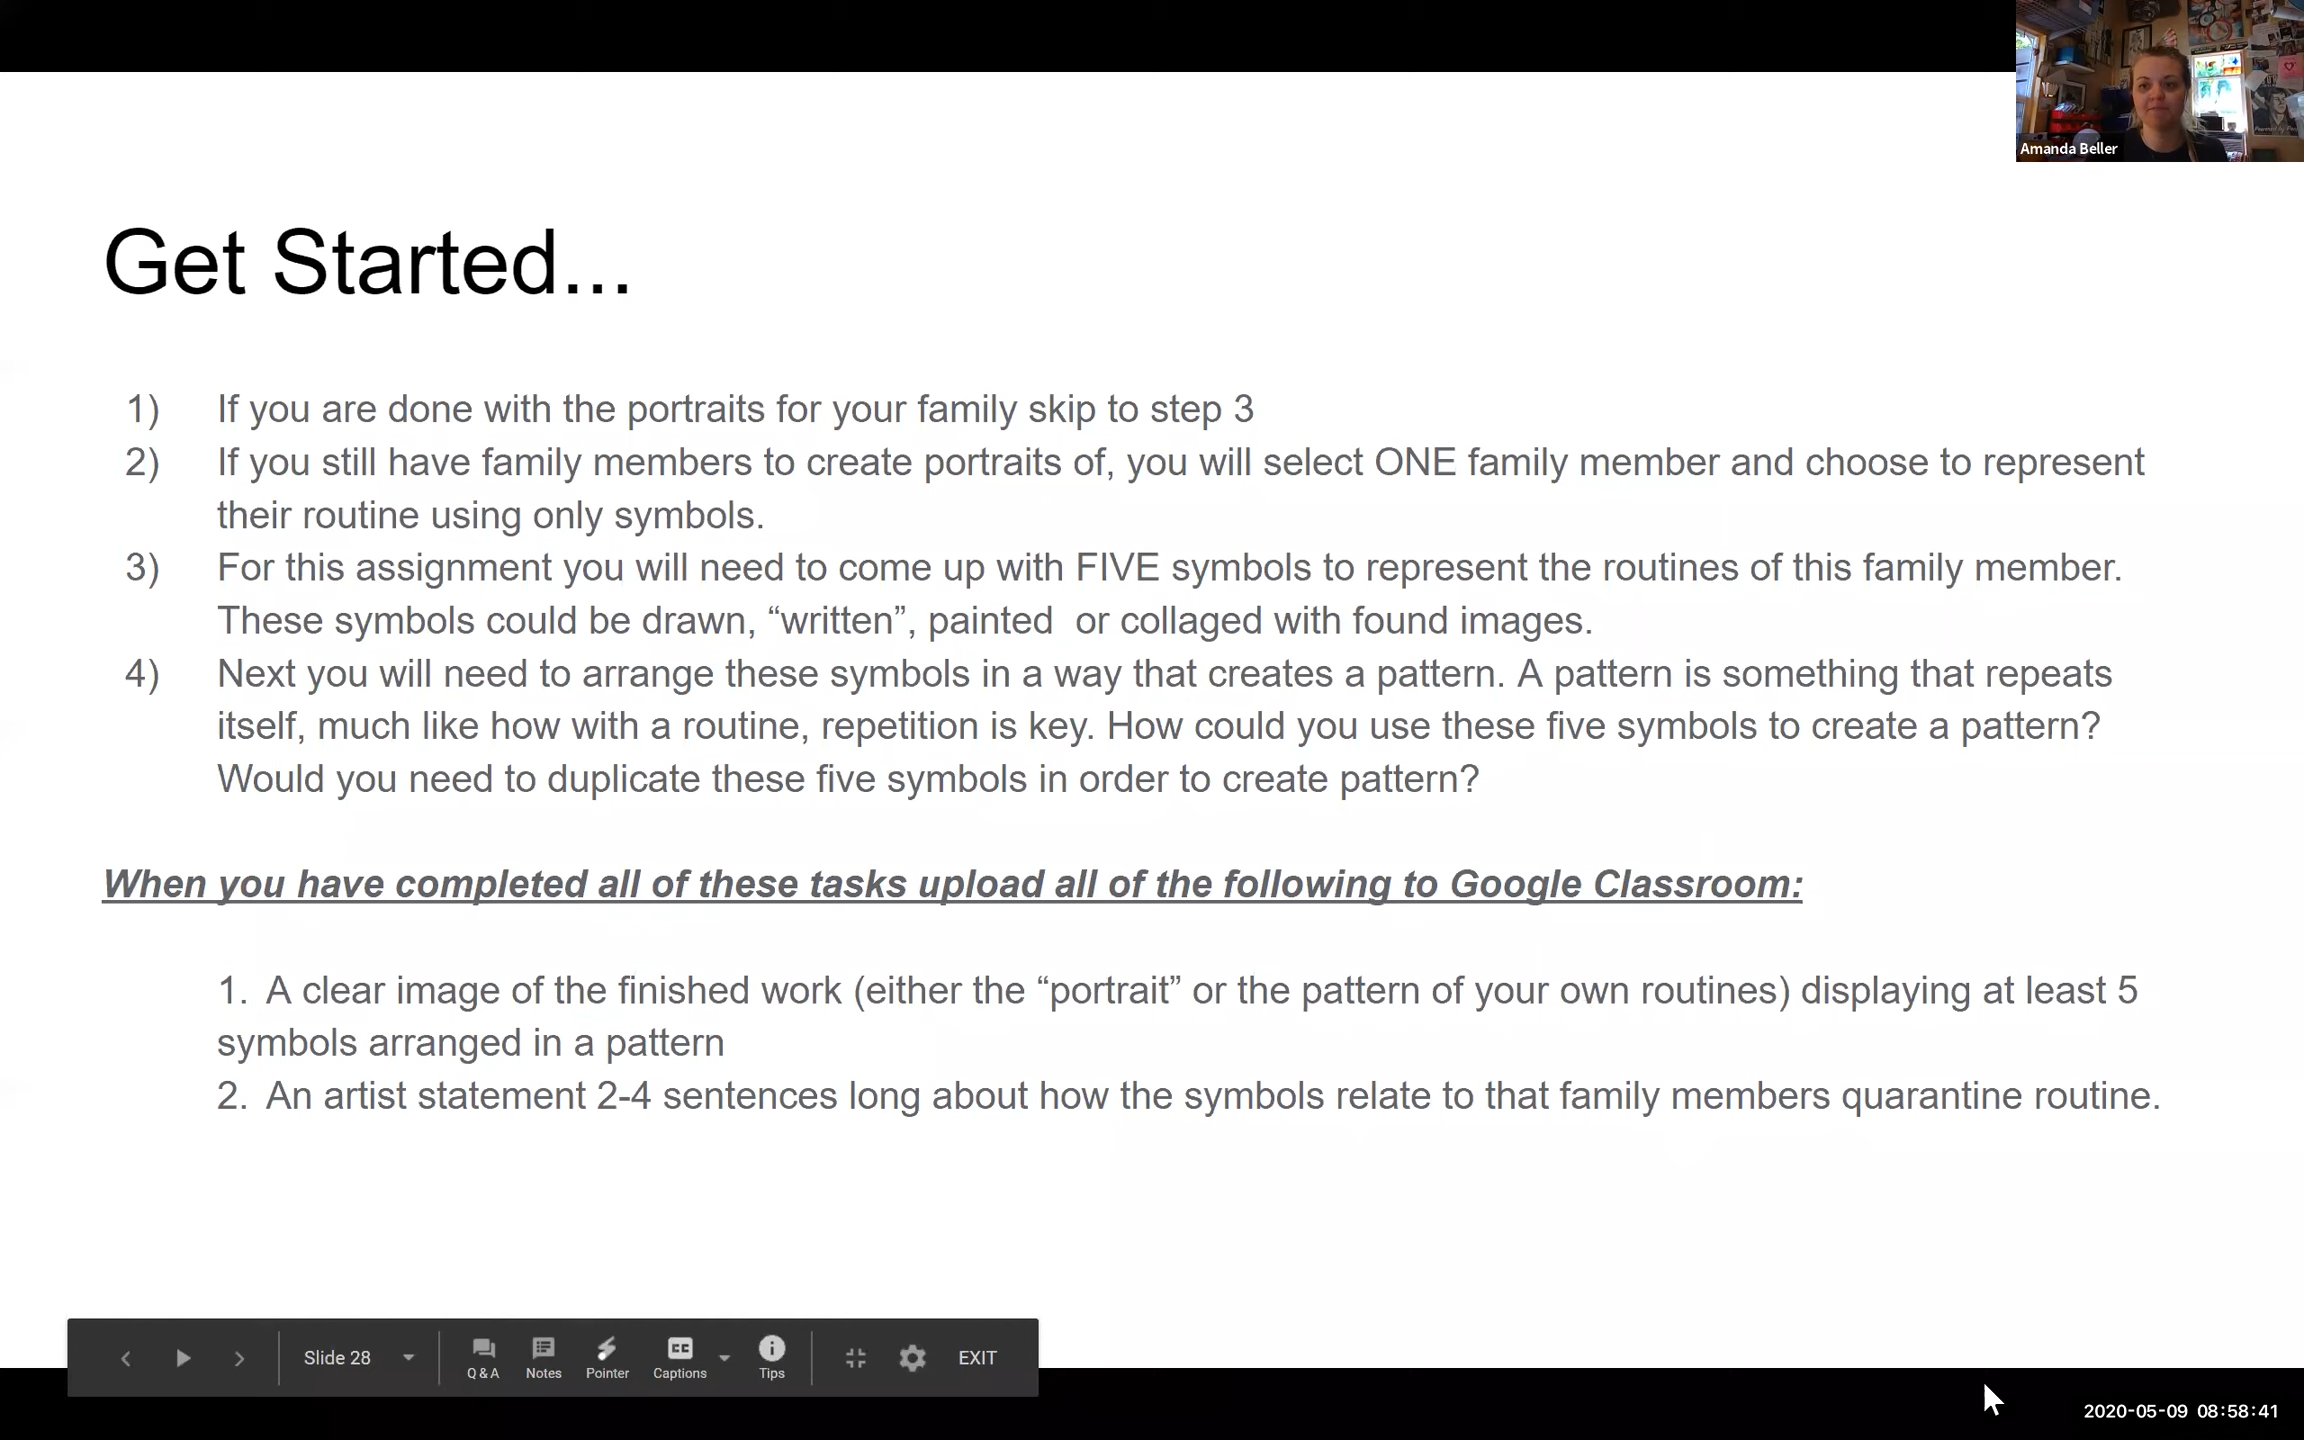 Amanda Beller
Get Started...
1) If you are done with the portraits for your family skip to step 3
2) If you still have family members to create portraits of, you will select ONE family member and choose to represent
their routine using only symbols.
3) For this assignment you will need to come up with FIVE symbols to represent the routines of this family member.
These symbols could be drawn, “written”, painted  or collaged with found images.
4) Next you will need to arrange these symbols in a way that creates a pattern. A pattern is something that repeats
itself, much like how with a routine, repetition is key. How could you use these five symbols to create a pattern?
Would you need to duplicate these five symbols in order to create pattern?
When you have completed all of these tasks upload all of the following to Google Classroom:
1. A clear image of the finished work (either the “portrait” or the pattern of your own routines) displaying at least 5
symbols arranged in a pattern
2. An artist statement 2-4 sentences long about how the symbols relate to that family members quarantine routine.
Slide 28
Q & A
Notes
Pointer
CC
Captions
Tips
EXIT
2020-05-09 08:58:41